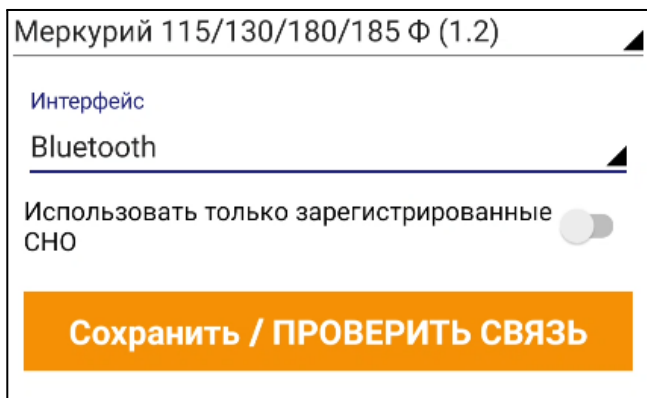 Меркурий 115/130/180/185 Ф (1.2)
Интерфейс
Bluetooth
Использовать только зарегистрированные
СНО
Сохранить / ПРОВЕРИТЬ СВЯЗЬ